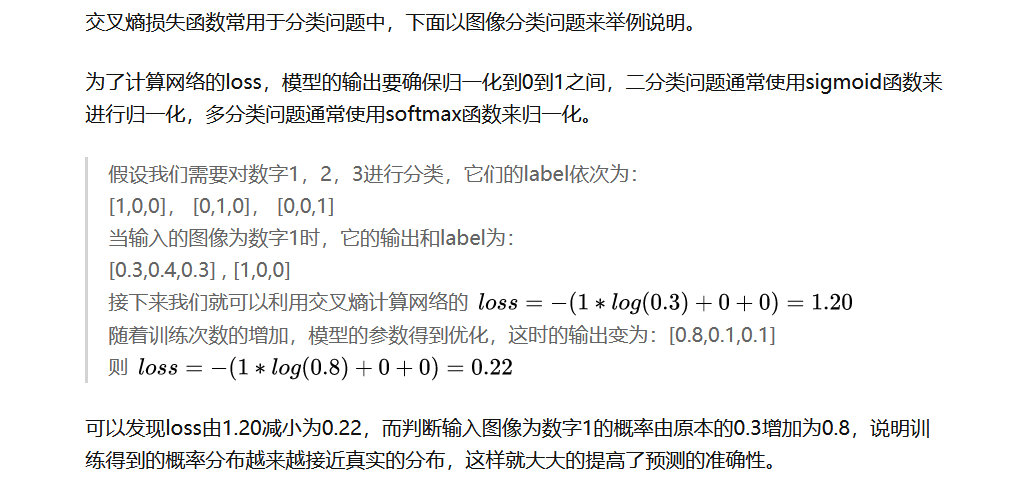 交叉熵损失函数常用于分类问题中，下面以图像分类问题来举例说明。
为了计算网络的loss，模型的输出要确保归一化到0到1之间，二分类问题通常使用sigmoid函数来
进行归一化，多分类问题通常使用softmax函数来归一化。
假设我们需要对数字1，2，3进行分类，它们的label依次为：
[1,0,0]， [0,1,0]， [0,0,1]
当输入的图像为数字1时，它的输出和label为：
[0.3,0.4,0.3] , [1,0,0]
接下来我们就可以利用交叉熵计算网络的 loss = −(1 ∗ log(0.3) + 0 + 0) = 1.20
随着训练次数的增加，模型的参数得到优化，这时的输出变为：[0.8,0.1,0.1]
则 loss = −(1 ∗ log(0.8) + 0 + 0) = 0.22
可以发现loss由1.20减小为0.22，而判断输入图像为数字1的概率由原本的0.3增加为0.8，说明训
练得到的概率分布越来越接近真实的分布，这样就大大的提高了预测的准确性。